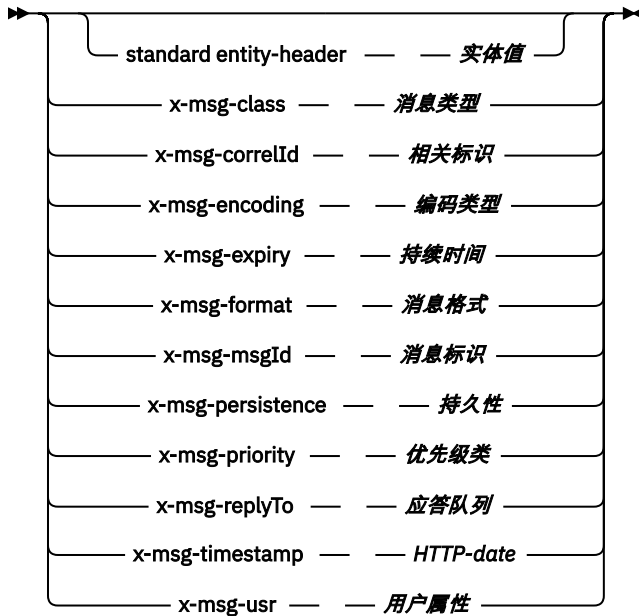 standard entity-header — 实体值
x-msg-class — 消息类型
x-msg-correlId — 相关标识
x-msg-encoding — 编码类型
x-msg-expiry — 持续时间
x-msg-format — 消息格式
x-msg-msgId — 消息标识
x-msg-persistence — 持久性
x-msg-priority — 优先级类
x-msg-replyTo — 应答队列
x-msg-timestamp — HTTP-date
x-msg-usr — 用户属性